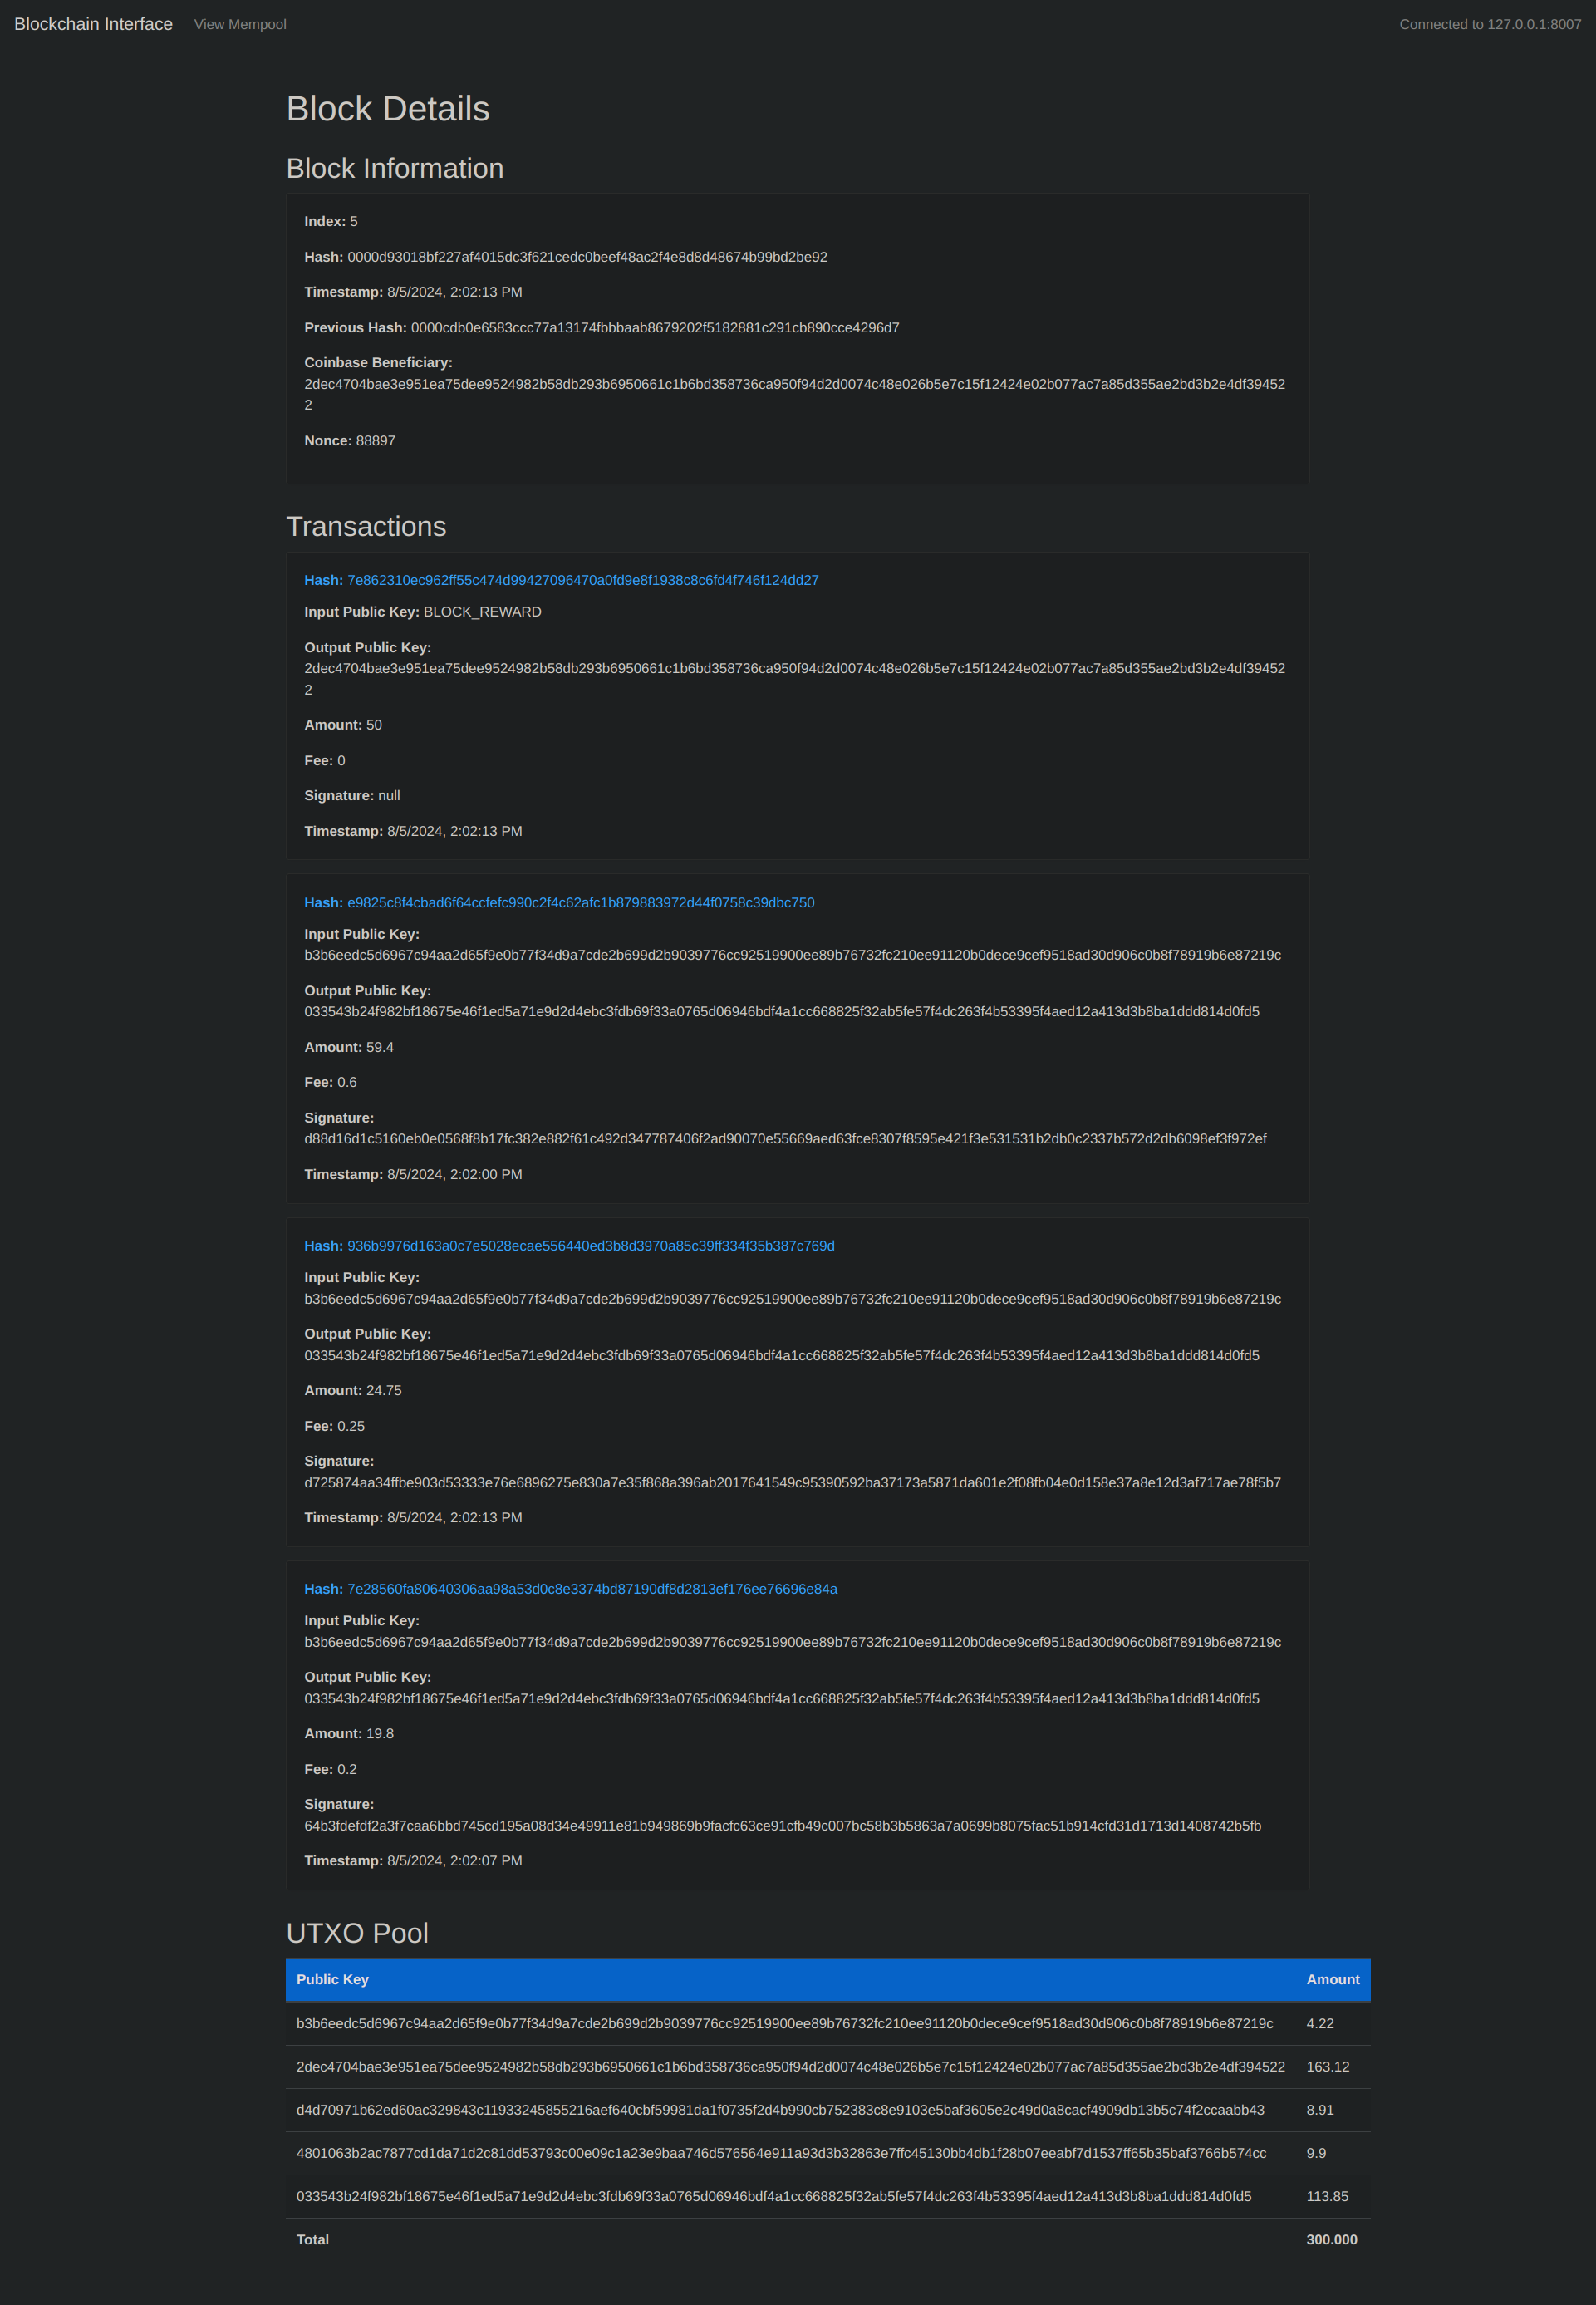 Blockchain Interface View Mempool Connected to 127.0.0.1:8007
Block Details
Block Information
Index: 5
Hash: 0000d93018bf227af4015dc3f621cedc0beef48ac2f4e8d8d48674b99bd2be92
Timestamp: 8/5/2024, 2:02:13 PM
Previous Hash: 0000cdb0e6583ccc77a13174fbbbaab8679202f5182881c291cb890cce4296d7
Coinbase Beneficiary:
2dec4704bae3e951ea75dee9524982b58db293b6950661c1b6bd358736ca950f94d2d0074c48e026b5e7c15f12424e02b077ac7a85d355ae2bd3b2e4df39452
2
Nonce: 88897
Transactions
Hash: 7e862310ec962ff55c474d99427096470a0fd9e8f1938c8c6fd4f746f124dd27
Input Public Key: BLOCK_REWARD
Output Public Key:
2dec4704bae3e951ea75dee9524982b58db293b6950661c1b6bd358736ca950f94d2d0074c48e026b5e7c15f12424e02b077ac7a85d355ae2bd3b2e4df39452
2
Amount: 50
Fee: 0
Signature: null
Timestamp: 8/5/2024, 2:02:13 PM
Hash: e9825c8f4cbad6f64ccfefc990c2f4c62afc1b879883972d44f0758c39dbc750
Input Public Key:
b3b6eedc5d6967c94aa2d65f9e0b77f34d9a7cde2b699d2b9039776cc92519900ee89b76732fc210ee91120b0dece9cef9518ad30d906c0b8f78919b6e87219c
Output Public Key:
033543b24f982bf18675e46f1ed5a71e9d2d4ebc3fdb69f33a0765d06946bdf4a1cc668825f32ab5fe57f4dc263f4b53395f4aed12a413d3b8ba1ddd814d0fd5
Amount: 59.4
Fee: 0.6
Signature:
d88d16d1c5160eb0e0568f8b17fc382e882f61c492d347787406f2ad90070e55669aed63fce8307f8595e421f3e531531b2db0c2337b572d2db6098ef3f972ef
Timestamp: 8/5/2024, 2:02:00 PM
Hash: 936b9976d163a0c7e5028ecae556440ed3b8d3970a85c39ff334f35b387c769d
Input Public Key:
b3b6eedc5d6967c94aa2d65f9e0b77f34d9a7cde2b699d2b9039776cc92519900ee89b76732fc210ee91120b0dece9cef9518ad30d906c0b8f78919b6e87219c
Output Public Key:
033543b24f982bf18675e46f1ed5a71e9d2d4ebc3fdb69f33a0765d06946bdf4a1cc668825f32ab5fe57f4dc263f4b53395f4aed12a413d3b8ba1ddd814d0fd5
Amount: 24.75
Fee: 0.25
Signature:
d725874aa34ffbe903d53333e76e6896275e830a7e35f868a396ab2017641549c95390592ba37173a5871da601e2f08fb04e0d158e37a8e12d3af717ae78f5b7
Timestamp: 8/5/2024, 2:02:13 PM
Hash: 7e28560fa80640306aa98a53d0c8e3374bd87190df8d2813ef176ee76696e84a
Input Public Key:
b3b6eedc5d6967c94aa2d65f9e0b77f34d9a7cde2b699d2b9039776cc92519900ee89b76732fc210ee91120b0dece9cef9518ad30d906c0b8f78919b6e87219c
Output Public Key:
033543b24f982bf18675e46f1ed5a71e9d2d4ebc3fdb69f33a0765d06946bdf4a1cc668825f32ab5fe57f4dc263f4b53395f4aed12a413d3b8ba1ddd814d0fd5
Amount: 19.8
Fee: 0.2
Signature:
64b3fdefdf2a3f7caa6bbd745cd195a08d34e49911e81b949869b9facfc63ce91cfb49c007bc58b3b5863a7a0699b8075fac51b914cfd31d1713d1408742b5fb
Timestamp: 8/5/2024, 2:02:07 PM
UTXO Pool
Public Key Amount
b3b6eedc5d6967c94aa2d65f9e0b77f34d9a7cde2b699d2b9039776cc92519900ee89b76732fc210ee91120b0dece9cef9518ad30d906c0b8f78919b6e87219c 4.22
2dec4704bae3e951ea75dee9524982b58db293b6950661c1b6bd358736ca950f94d2d0074c48e026b5e7c15f12424e02b077ac7a85d355ae2bd3b2e4df394522 163.12
d4d70971b62ed60ac329843c11933245855216aef640cbf59981da1f0735f2d4b990cb752383c8e9103e5baf3605e2c49d0a8cacf4909db13b5c74f2ccaabb43 8.91
4801063b2ac7877cd1da71d2c81dd53793c00e09c1a23e9baa746d576564e911a93d3b32863e7ffc45130bb4db1f28b07eeabf7d1537ff65b35baf3766b574cc 9.9
033543b24f982bf18675e46f1ed5a71e9d2d4ebc3fdb69f33a0765d06946bdf4a1cc668825f32ab5fe57f4dc263f4b53395f4aed12a413d3b8ba1ddd814d0fd5 113.85
Total 300.000